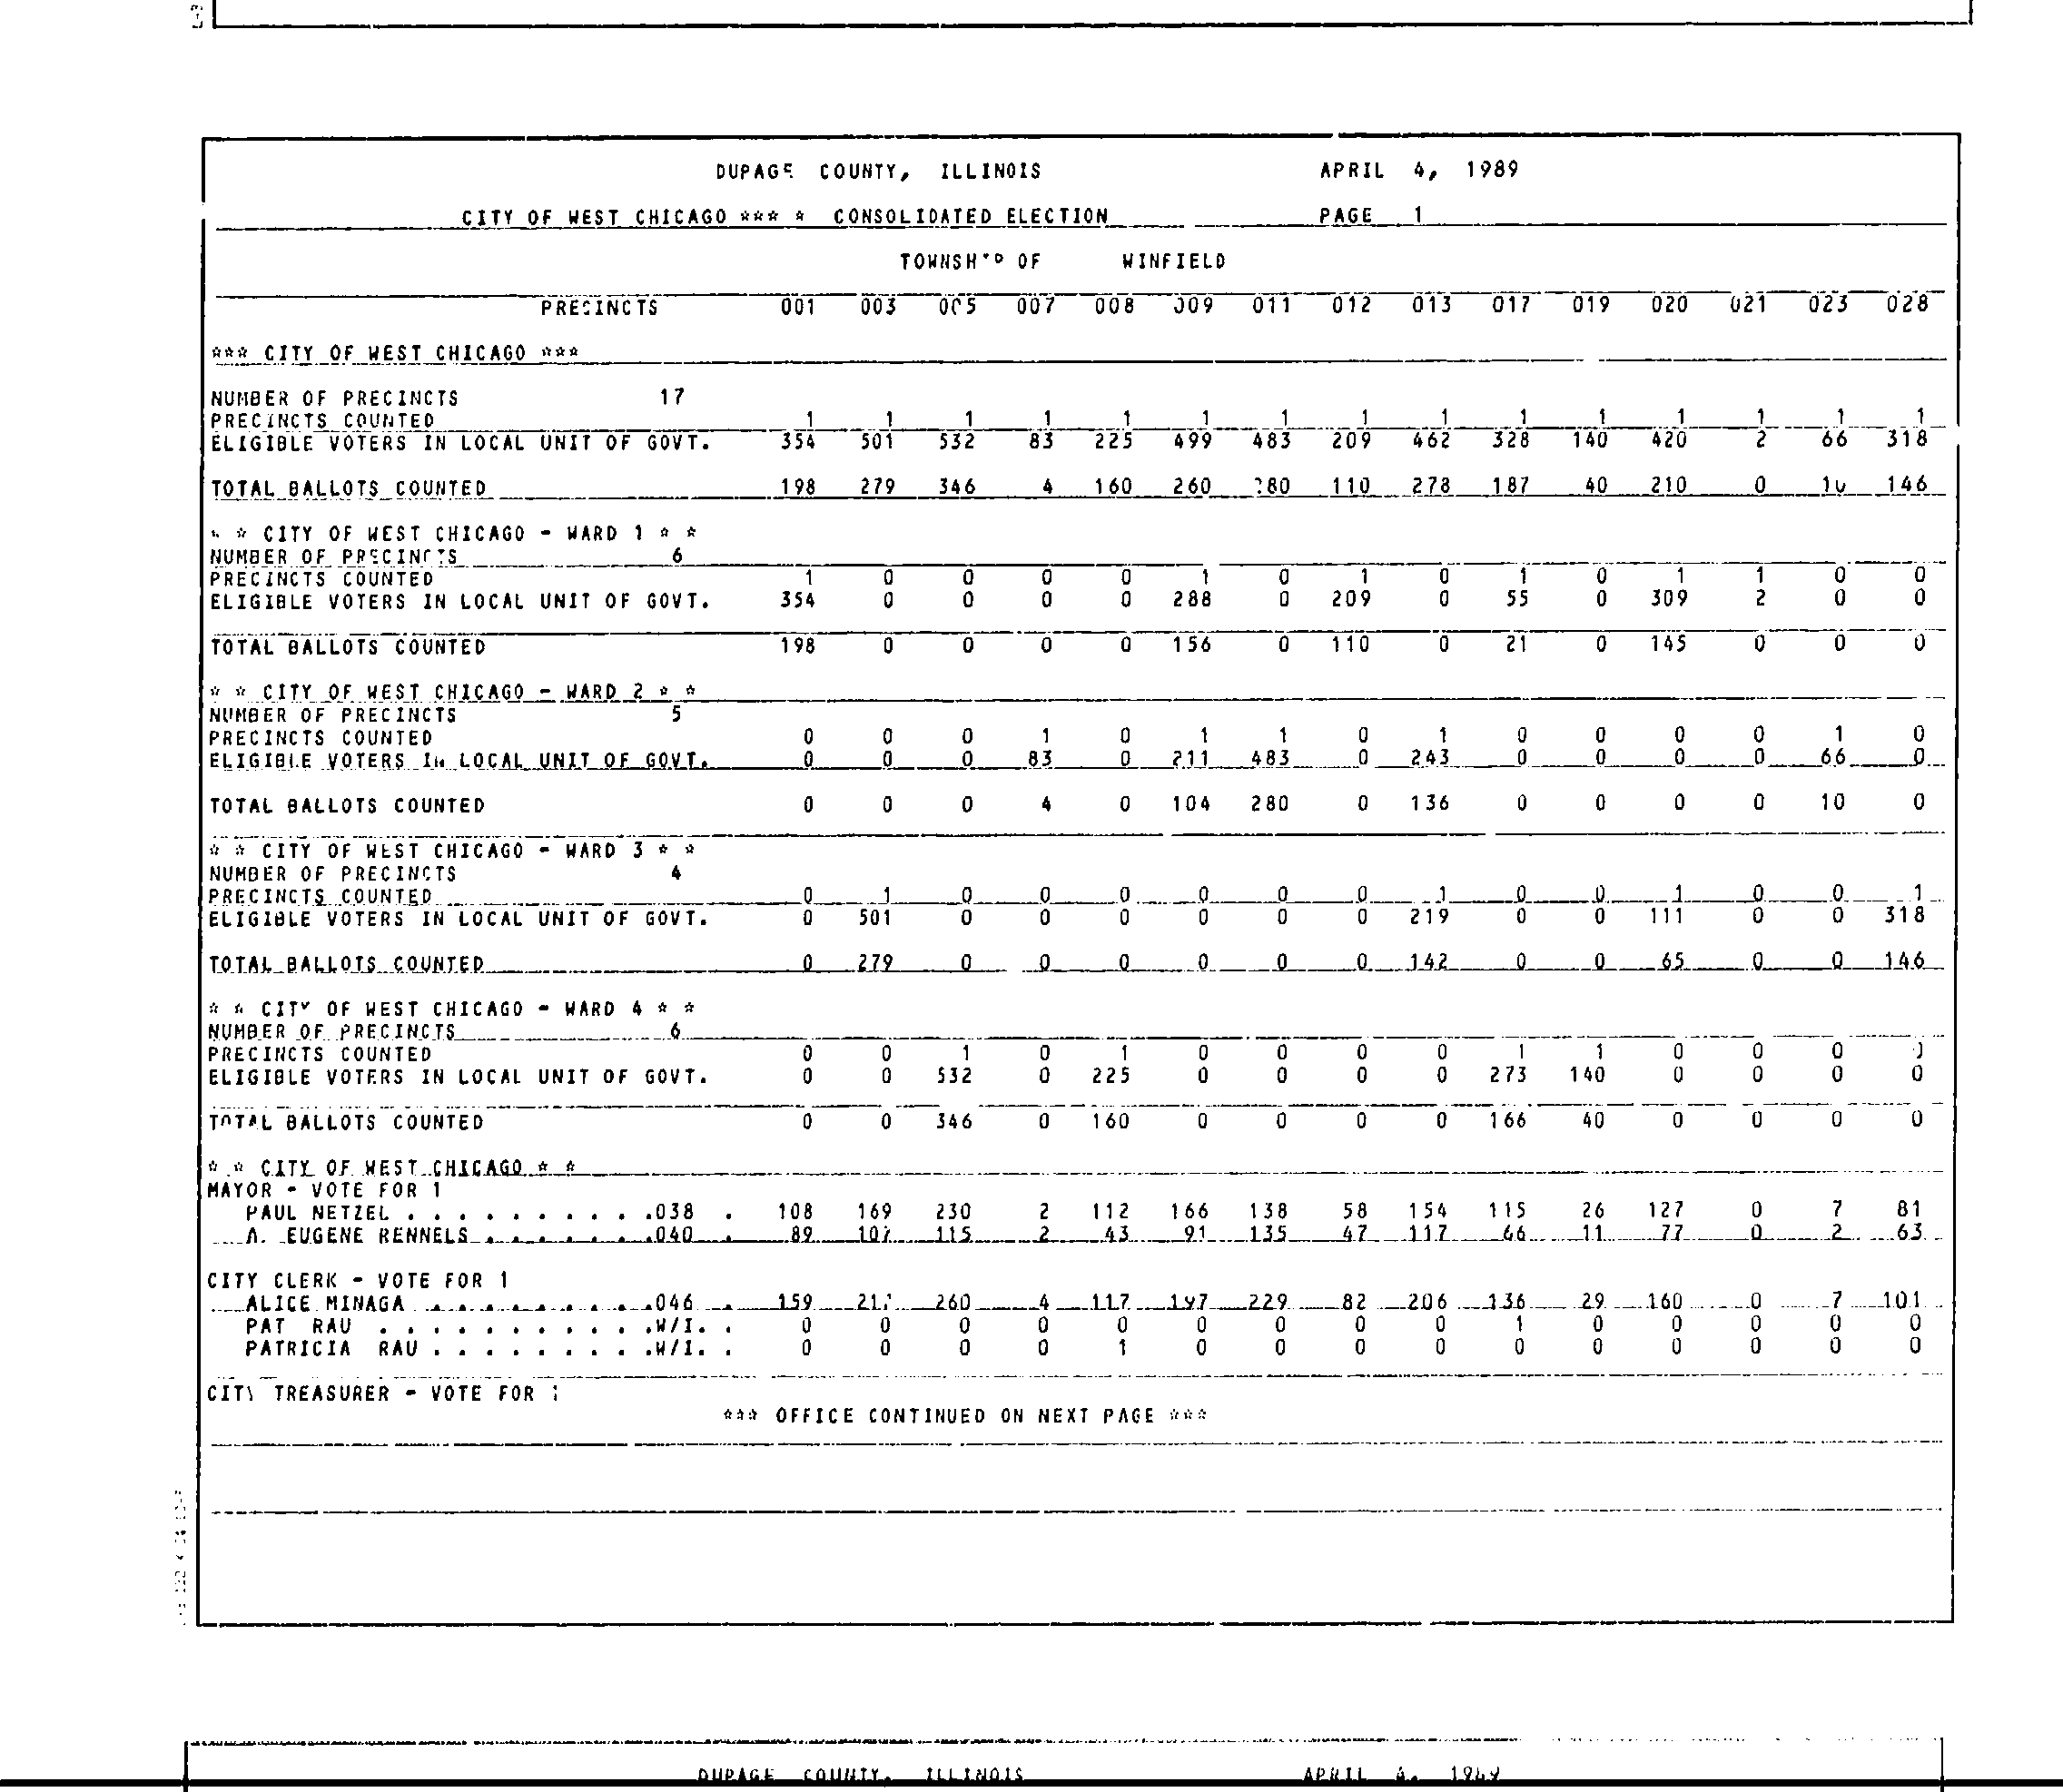 DUPAGE COUNTY, ILLINOIS APRIL 4, 1989
CITY OF WEST CHICAGO *** * CONSOLIDATED ELECTION PAGE 1
TOWNSHIP OF WINFIELD
PRECINCTS 001 003 005 007 008 009 011 012 013 017 019 020 021 023 028
*** CITY OF WEST CHICAGO ***
NUMBER OF PRECINCTS 17
PRECINCTS COUNTED 1 1 1 1 1 1 1 1 1 1 1 1 1 1 1
ELIGIBLE VOTERS IN LOCAL UNIT OF GOVT. 354 501 532 83 225 499 483 209 462 328 140 420 2 66 318
TOTAL BALLOTS COUNTED 198 279 346 4 160 260 280 110 278 187 40 210 0 10 146
* * CITY OF WEST CHICAGO - WARD 1 * *
NUMBER OF PRECINCTS 6
PRECINCTS COUNTED 1 0 0 0 0 1 0 1 0 1 0 1 1 0 0
ELIGIBLE VOTERS IN LOCAL UNIT OF GOVT. 354 0 0 0 0 288 0 209 0 55 0 309 2 0 0
TOTAL BALLOTS COUNTED 198 0 0 0 0 156 0 110 0 21 0 145 0 0 0
* * CITY OF WEST CHICAGO - WARD 2 * *
NUMBER OF PRECINCTS 5
PRECINCTS COUNTED 0 0 0 1 0 1 1 0 1 0 0 0 0 1 0
ELIGIBLE VOTERS IN LOCAL UNIT OF GOVT. 0 0 0 83 0 211 483 0 243 0 0 0 0 66 0
TOTAL BALLOTS COUNTED 0 0 0 4 0 104 280 0 136 0 0 0 0 10 0
* * CITY OF WEST CHICAGO - WARD 3 * *
NUMBER OF PRECINCTS 4
PRECINCTS COUNTED 0 1 0 0 0 0 0 0 1 0 0 1 0 0 1
ELIGIBLE VOTERS IN LOCAL UNIT OF GOVT. 0 501 0 0 0 0 0 0 219 0 0 111 0 0 318
TOTAL BALLOTS COUNTED 0 279 0 0 0 0 0 0 142 0 0 65 0 0 146
* * CITY OF WEST CHICAGO - WARD 4 * *
NUMBER OF PRECINCTS 6
PRECINCTS COUNTED 0 0 1 0 1 0 0 0 0 1 1 0 0 0 0
ELIGIBLE VOTERS IN LOCAL UNIT OF GOVT. 0 0 532 0 225 0 0 0 0 273 140 0 0 0 0
TOTAL BALLOTS COUNTED 0 0 346 0 160 0 0 0 0 166 40 0 0 0 0
* * CITY OF WEST CHICAGO * *
MAYOR - VOTE FOR 1
PAUL NETZEL . . . . . . . . . .038 . 108 169 230 2 112 166 138 58 154 115 26 127 0 7 81
A. EUGENE RENNELS . . . . . . .040 . 89 107 115 2 43 91 135 47 117 66 11 77 0 2 63
CITY CLERK - VOTE FOR 1
ALICE MINAGA . . . . . . . . . .046 . 159 260 4 117 197 229 82 206 136 29 160 0 7 101
PAT RAU . . . . . . . . . . .W/I. . 0 0 0 0 0 0 0 0 0 1 0 0 0 0 0
PATRICIA RAU . . . . . . . . .W/I. . 0 0 0 0 1 0 0 0 0 0 0 0 0 0 0
CITY TREASURER - VOTE FOR 1
*** OFFICE CONTINUED ON NEXT PAGE ***
DUPAGE COUNTY, ILLINOIS APRIL 4, 1989